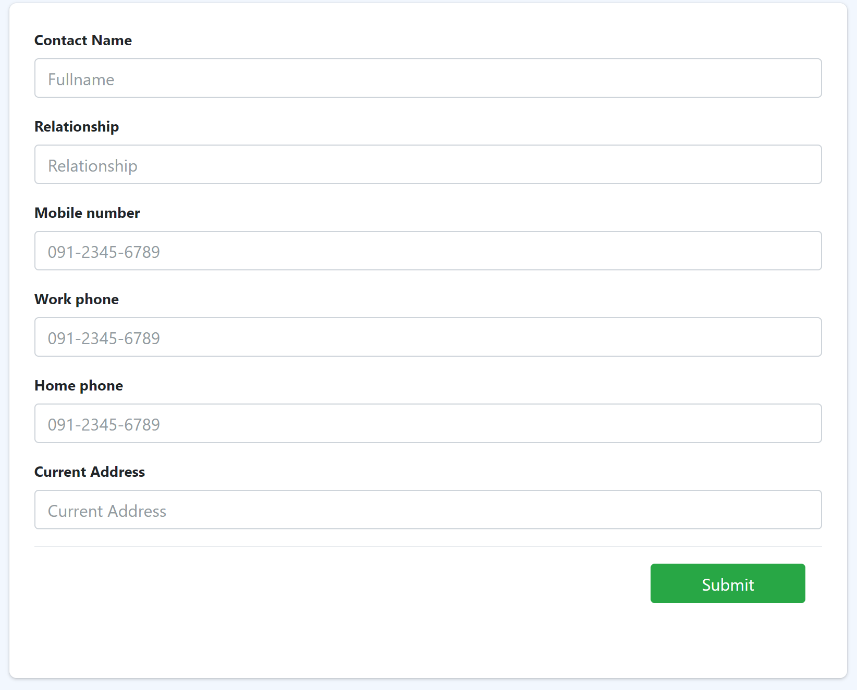 Contact Name
Fullname
Relationship
Relationship
Mobile number
091-2345-6789
Work phone
091-2345-6789
Home phone
091-2345-6789
Current Address
Current Address
Submit